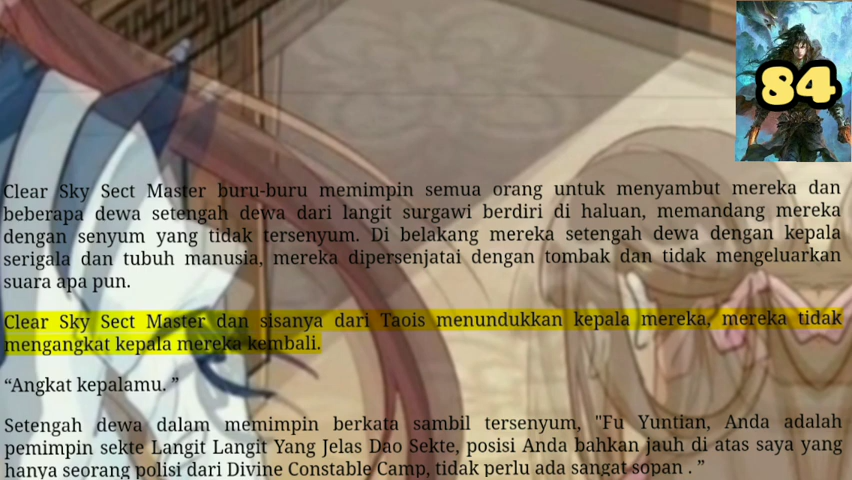 84
Clear Sky Sect Master buru-buru memimpin semua orang untuk menyambut mereka dan
beberapa dewa setengah dewa dari langit surgawi berdiri di haluan, memandang mereka
dengan senyum yang tidak tersenyum. Di belakang mereka setengah dewa dengan kepala
serigala dan tubuh manusia, mereka dipersenjatai dengan tombak dan tidak mengeluarkan
suara apa pun.
Clear Sky Sect Master dan sisanya dari Taois menundukkan kepala mereka, mereka tidak
mengangkat kepala mereka kembali.
“Angkat kepalamu. ”
Setengah dewa dalam memimpin berkata sambil tersenyum, "Fu Yuntian, Anda adalah
pemimpin sekte Langit Langit Yang Jelas Dao Sekte, posisi Anda bahkan jauh di atas saya yang
hanya seorang polisi dari Divine Constable Camp, tidak perlu ada sangat sopan . ”